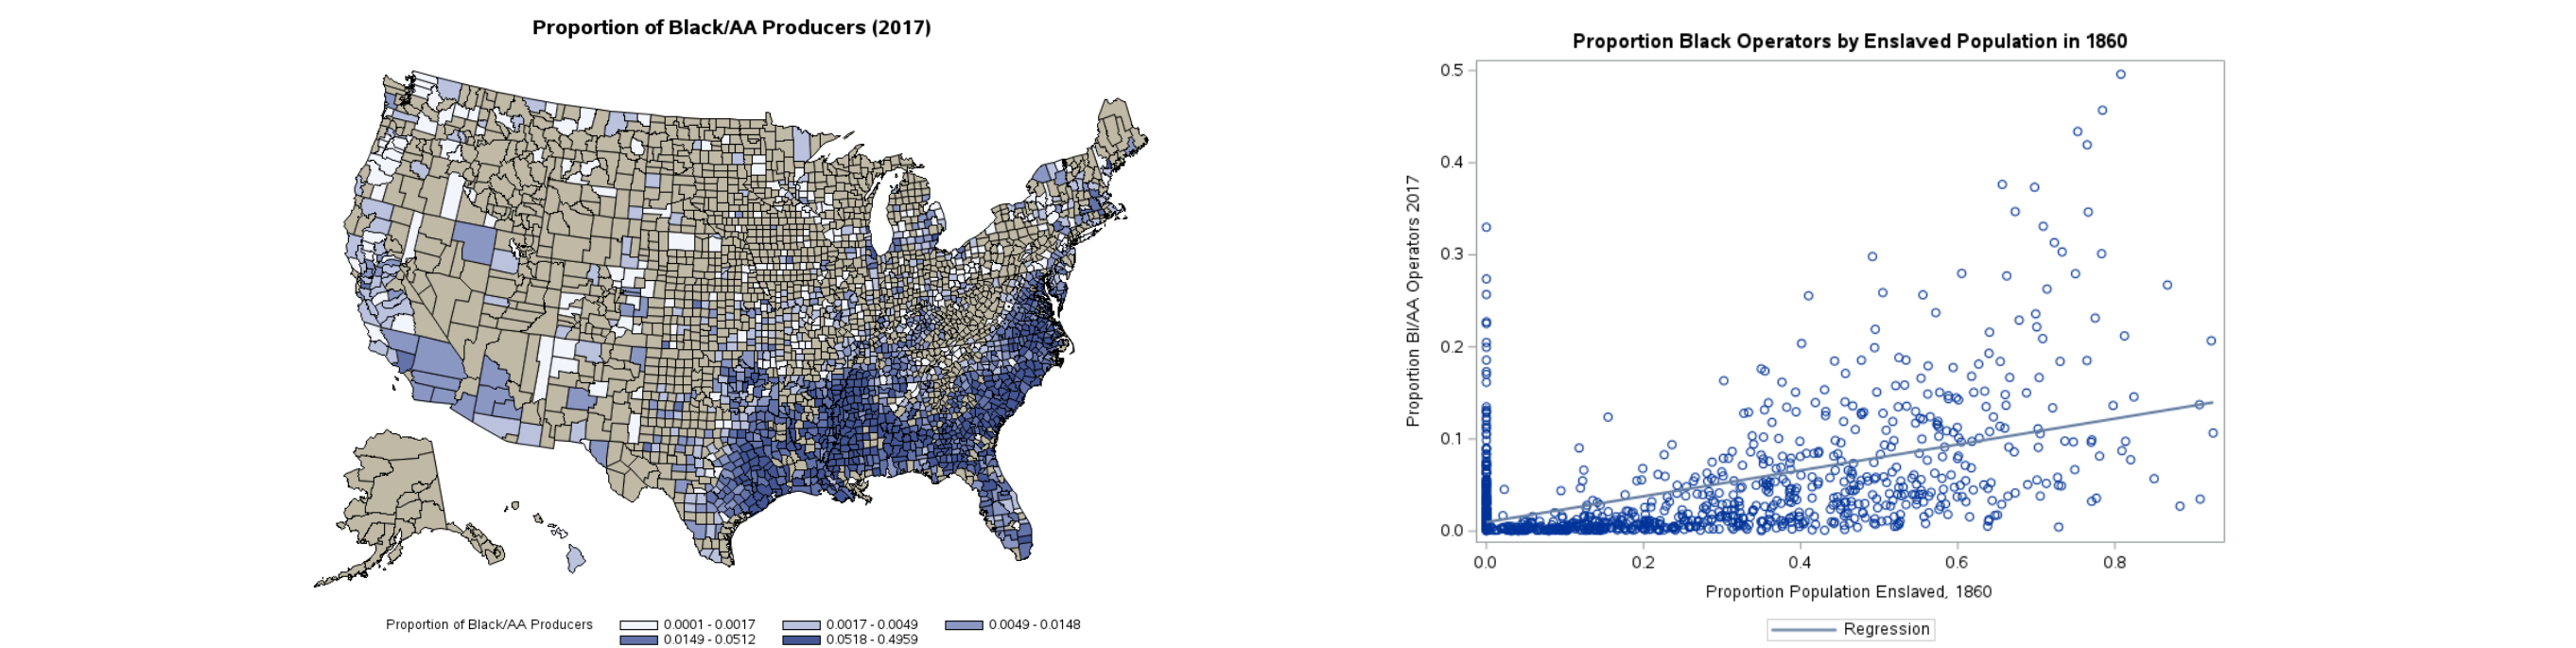 Proportion of Black/AA Producers (2017)
Proportion of Black/AA Producers
0.0001 - 0.0017
0.0017 - 0.0049
0.0049 - 0.0148
0.0149 - 0.0512
0.0518 - 0.4959
Proportion Black Operators by Enslaved Population in 1860
Proportion Bl/AA Operators 2017
0.5
0.4
0.3
0.2
0.1
0.0
0.0
0.2
0.4
0.6
0.8
Proportion Population Enslaved, 1860
Regression